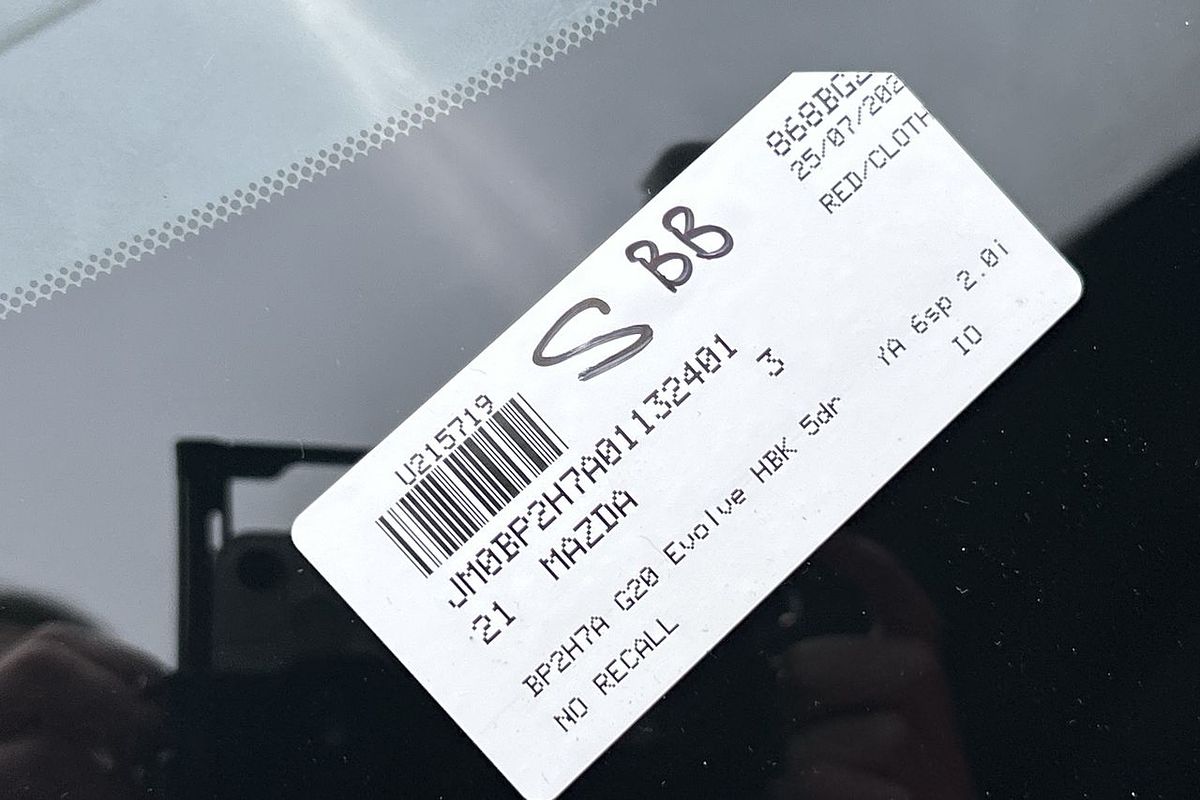 868BG2
25/07/202
RED/CLOTH
S BB
U215719
JM0BP2H7A01132401
21 MAZDA 3
BP2H7A G20 Evolve HBK 5dr YA 6sp 2.0i
NO RECALL IO